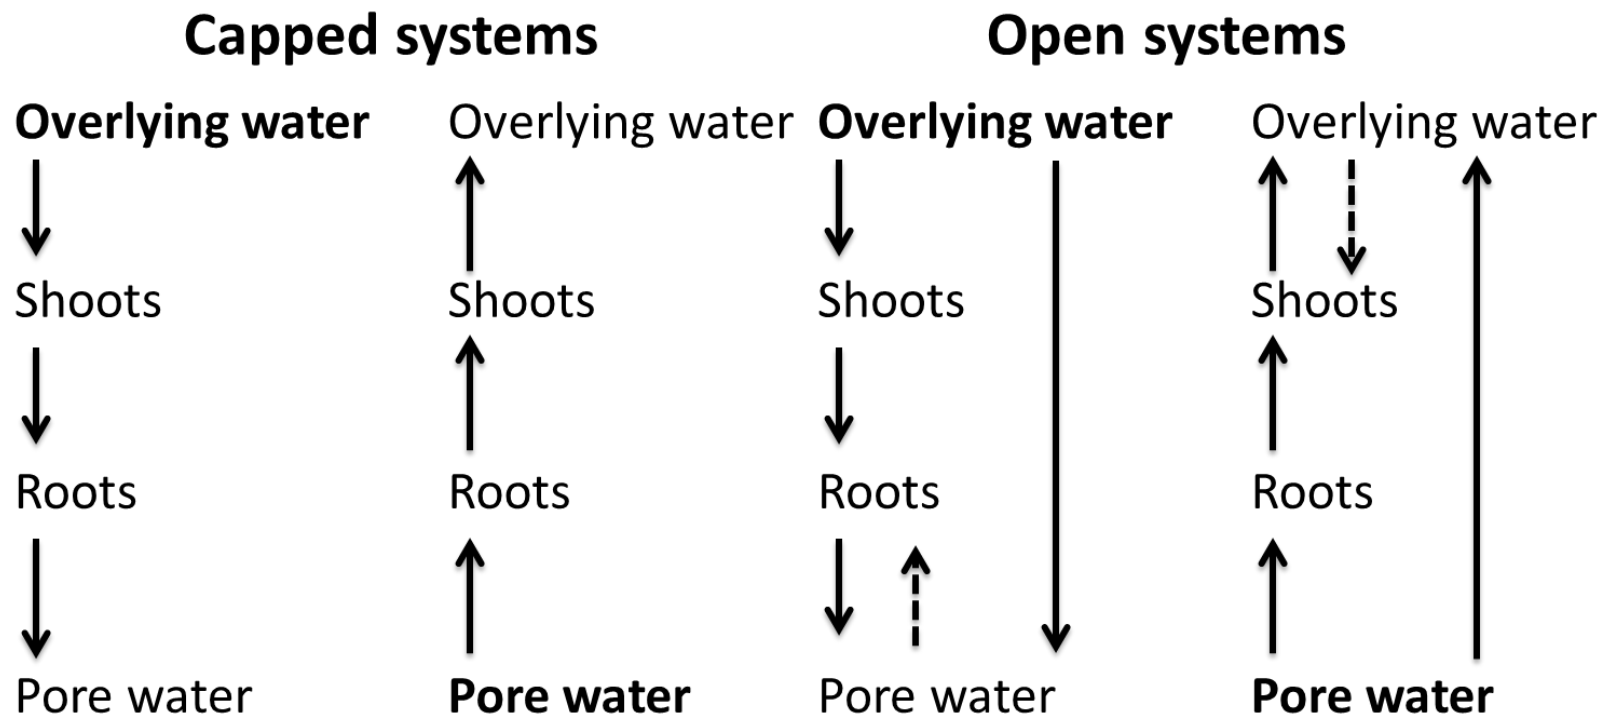 Capped systems Open systems
Overlying water Overlying water Overlying water Overlying water
Shoots Shoots Shoots Shoots
Roots Roots Roots Roots
Pore water Pore water Pore water Pore water